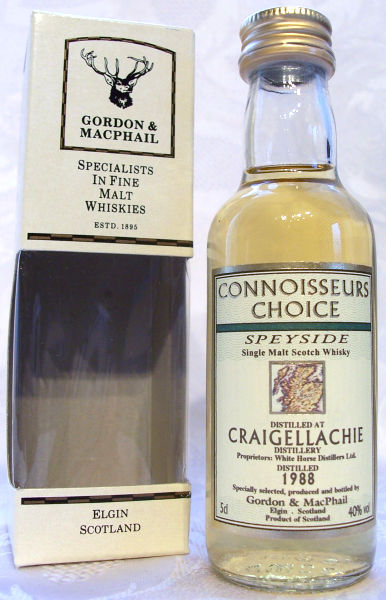 GORDON &
MACPHAIL
SPECIALISTS
IN FINE
MALT
WHISKIES
ESTD. 1895
ELGIN
SCOTLAND
CONNOISSEURS
CHOICE
SPEYSIDE
Single Malt Scotch Whisky
DISTILLED AT
CRAIGELLACHIE
DISTILLERY
Proprietors: White Horse Distillers Ltd.
DISTILLED
1988
Specially selected, produced and bottled by
Gordon & MacPhail
5cl Elgin . Scotland 40% vol
Product of Scotland